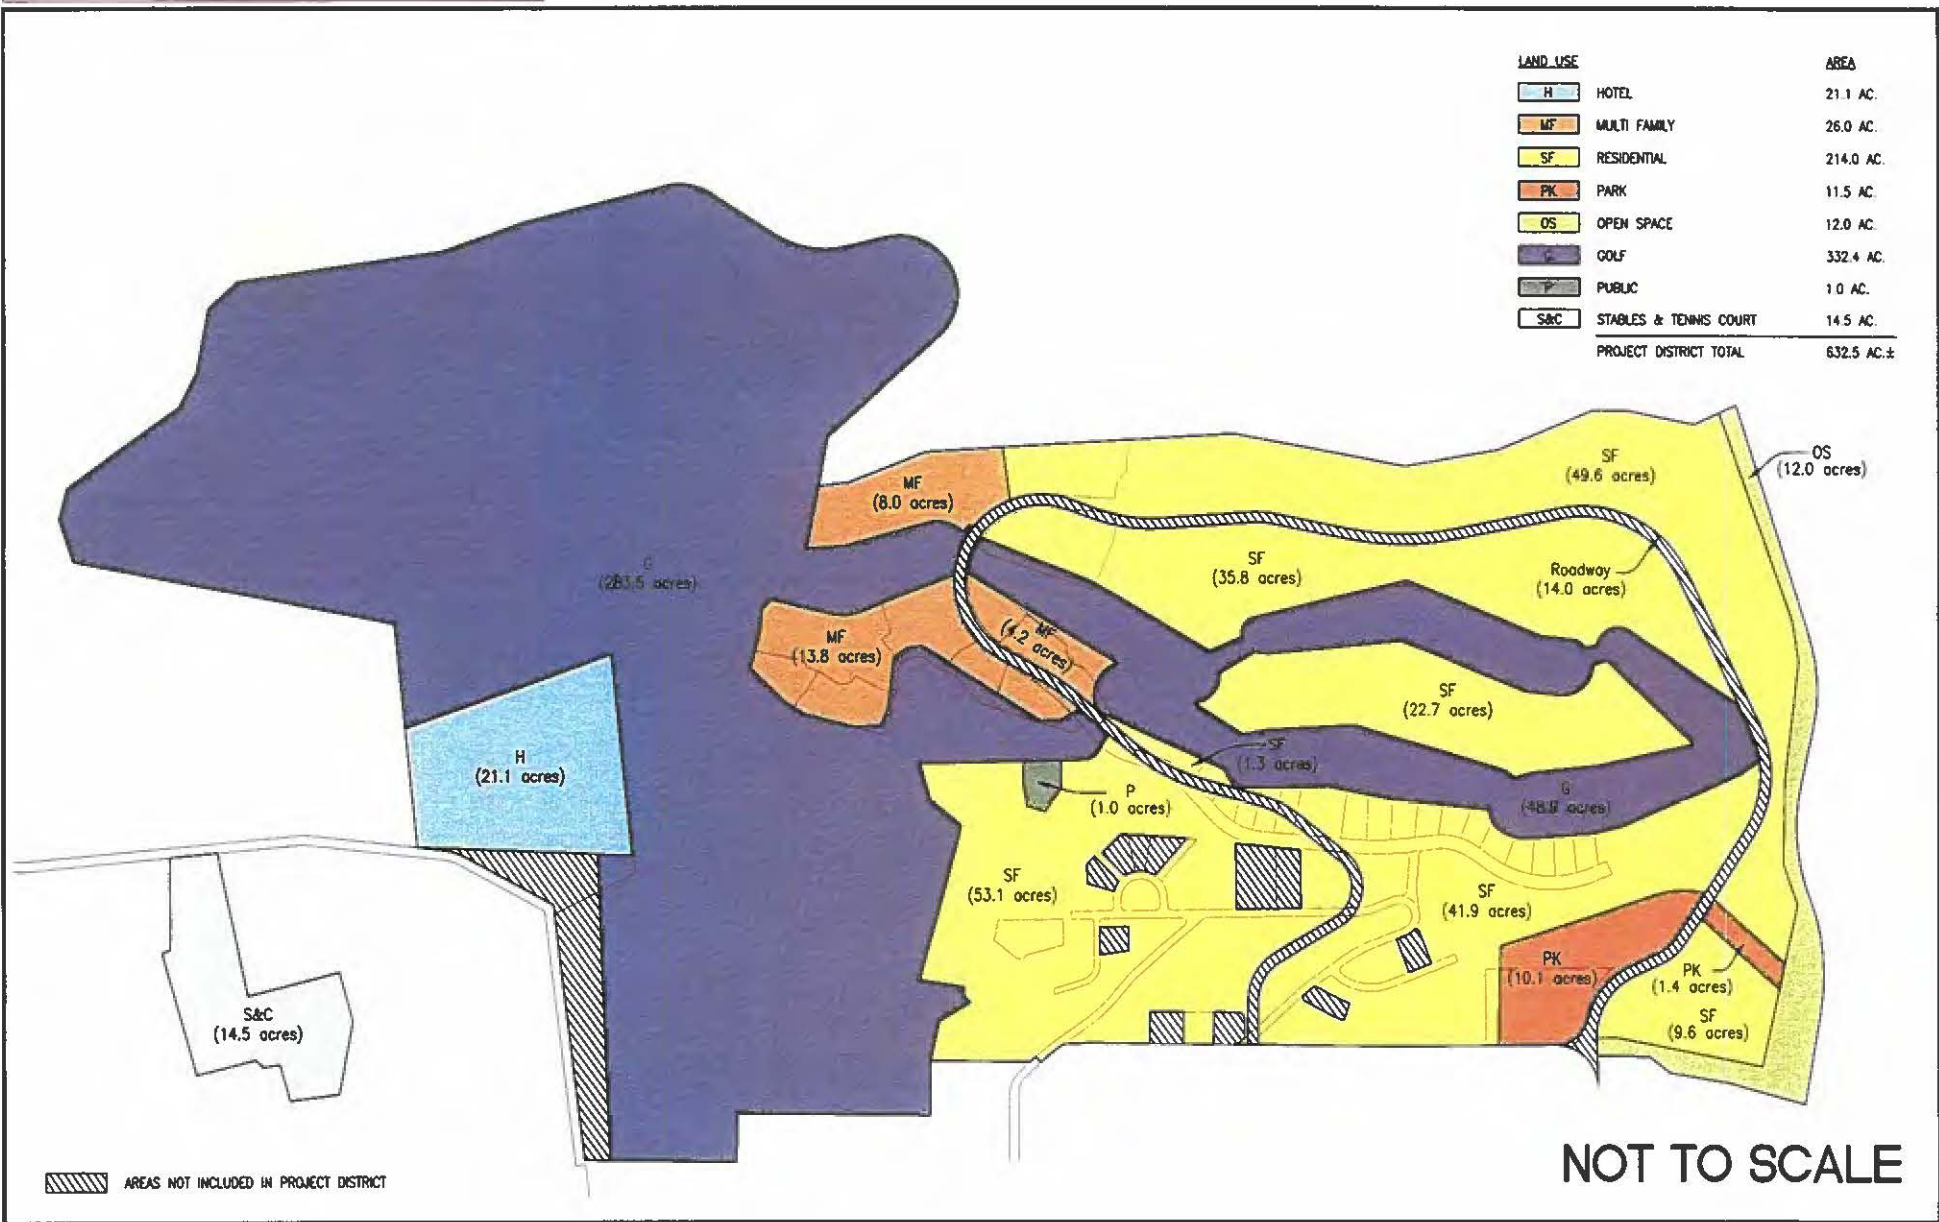 LAND USE AREA
H HOTEL 21.1 AC.
MF MULTI FAMILY 26.0 AC.
SF RESIDENTIAL 214.0 AC.
PK PARK 11.5 AC.
OS OPEN SPACE 12.0 AC.
G GOLF 332.4 AC.
P PUBLIC 1.0 AC.
S&C STABLES & TENNIS COURT 14.5 AC.
PROJECT DISTRICT TOTAL 632.5 AC.±
SF
(49.6 acres)
OS
(12.0 acres)
MF
(8.0 acres)
G
acres)
SF
(35.8 acres)
Roadway
(14.0 acres)
MF
(13.8 acres)
MF
(4.2 acres)
SF
(22.7 acres)
H
(21.1 acres)
SF
(1.3 acres)
P
(1.0 acres)
G
acres)
SF
(53.1 acres)
SF
(41.9 acres)
PK
(10.1 acres)
PK
(1.4 acres)
SF
(9.6 acres)
S&C
(14.5 acres)
AREAS NOT INCLUDED IN PROJECT DISTRICT
NOT TO SCALE